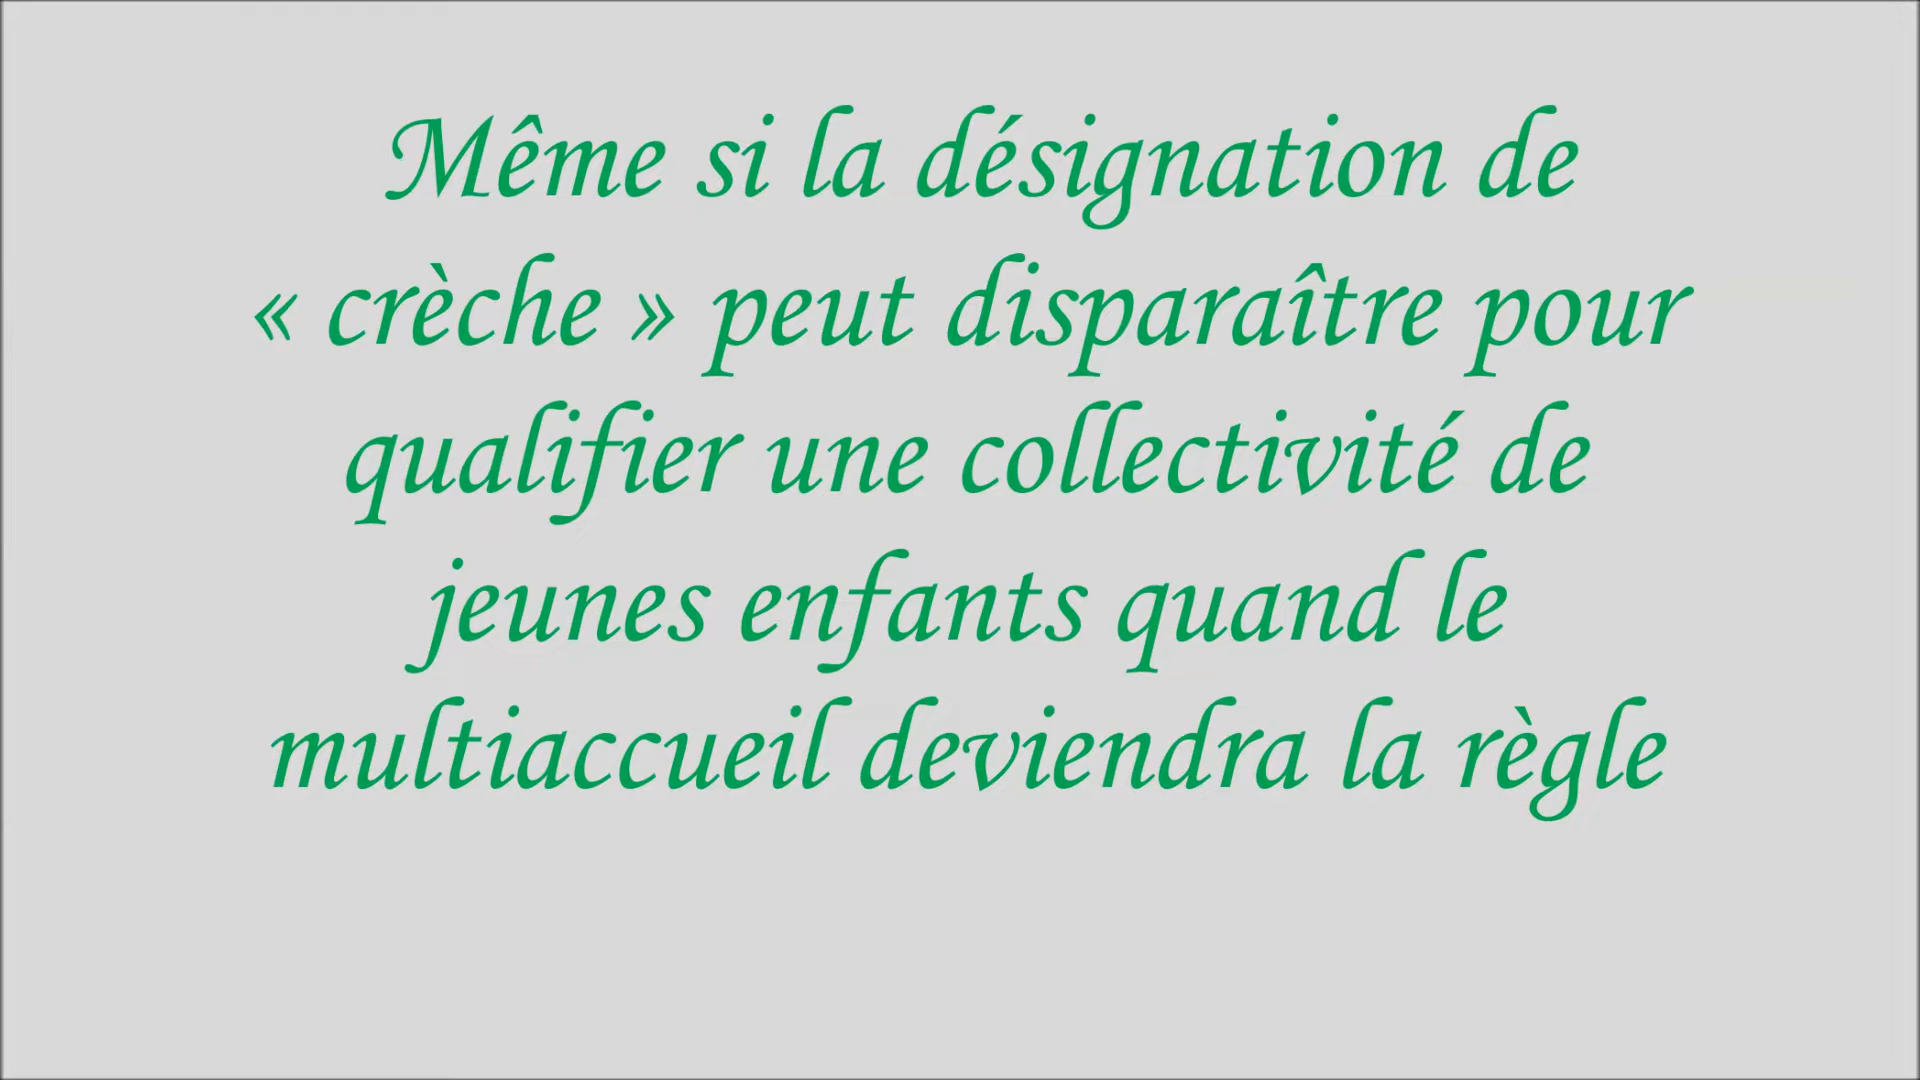 Même si la désignation de
« crèche » peut disparaître pour
qualifier une collectivité de
jeunes enfants quand le
multiaccueil deviendra la règle